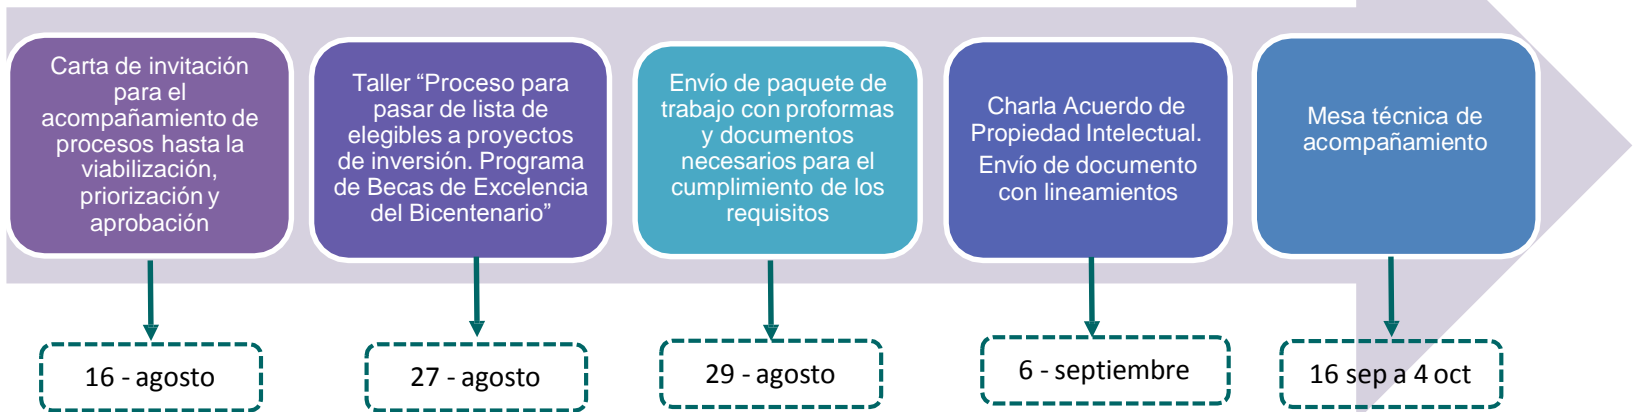 Carta de invitación
para el
acompañamiento de
procesos hasta la
viabilización,
priorización y
aprobación
Taller “Proceso para
pasar de lista de
elegibles a proyectos
de inversión. Programa
de Becas de Excelencia
del Bicentenario”
Envío de paquete de
trabajo con proformas
y documentos
necesarios para el
cumplimiento de los
requisitos
Charla Acuerdo de
Propiedad Intelectual.
Envío de documento
con lineamientos
Mesa técnica de
acompañamiento
16 - agosto
27 - agosto
29 - agosto
6 - septiembre
16 sep a 4 oct